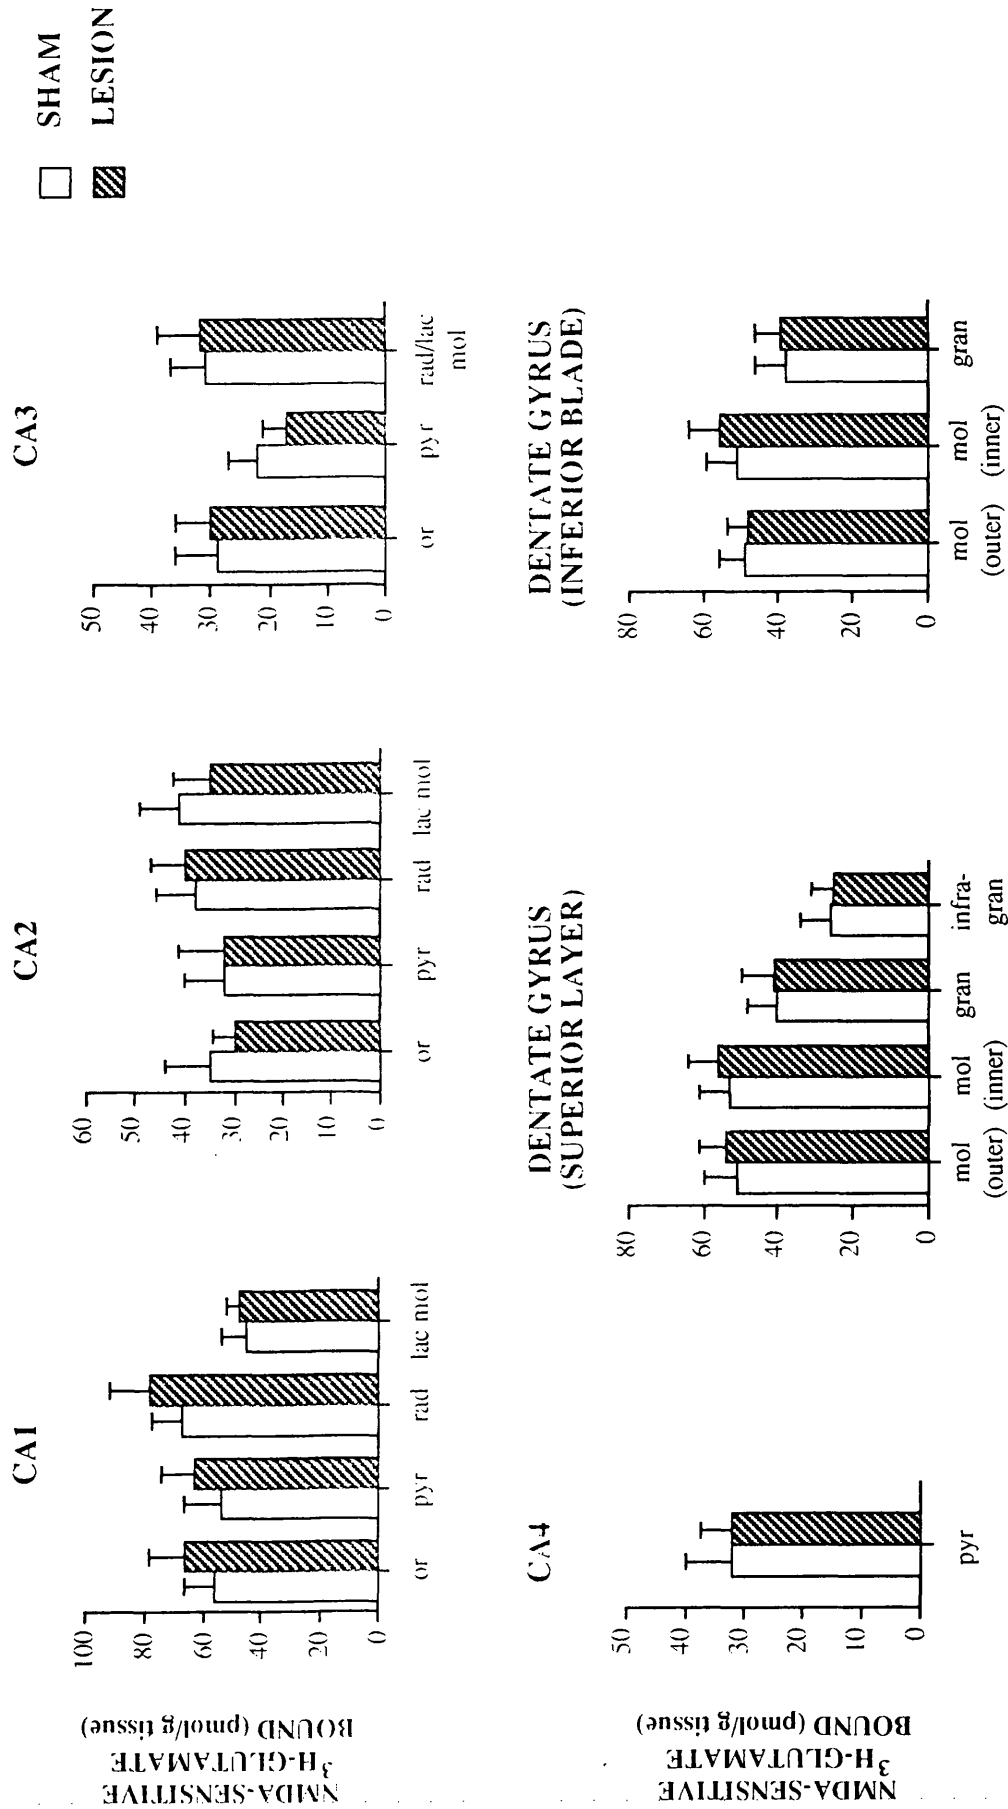 SHAM
LESION
CA1
NMDA-SENSITIVE
³H-GLUTAMATE
BOUND (pmol/g tissue)
100
80
60
40
20
0
or
pyr
rad
lac mol
CA2
60
50
40
30
20
10
0
or
pyr
rad
lac mol
CA3
50
40
30
20
10
0
or
pyr
rad/lac
mol
CA4
NMDA-SENSITIVE
³H-GLUTAMATE
BOUND (pmol/g tissue)
50
40
30
20
10
0
pyr
DENTATE GYRUS
(SUPERIOR LAYER)
80
60
40
20
0
mol
(outer)
mol
(inner)
gran
infra-
gran
DENTATE GYRUS
(INFERIOR BLADE)
80
60
40
20
0
mol
(outer)
mol
(inner)
gran